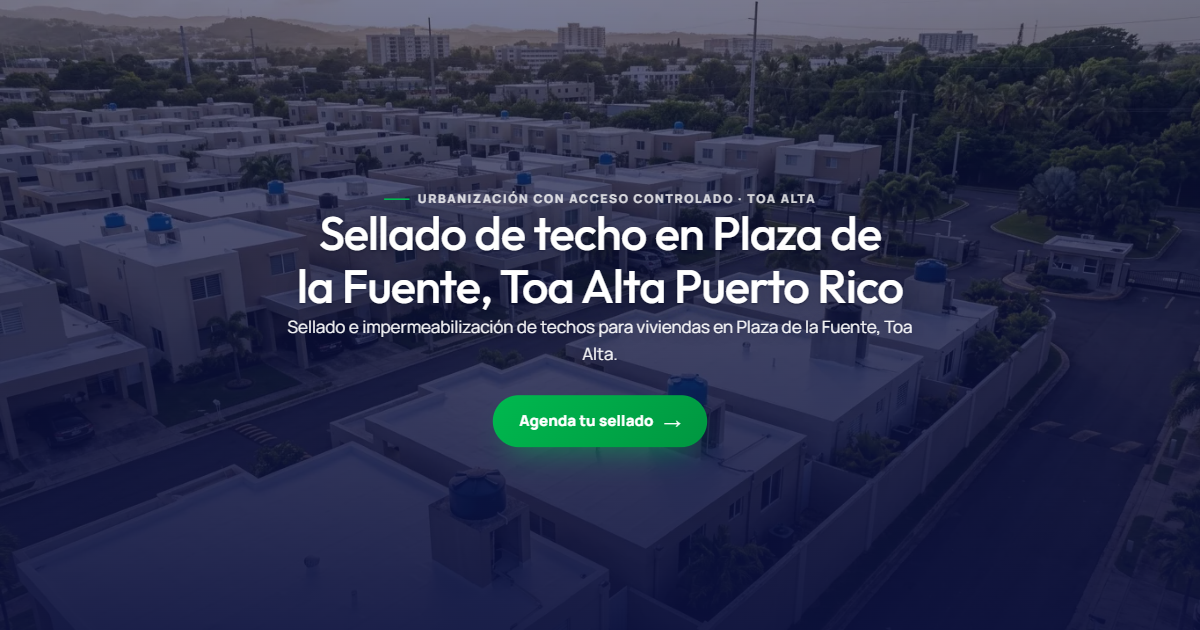 URBANIZACIÓN CON ACCESO CONTROLADO · TOA ALTA
Sellado de techo en Plaza de
la Fuente, Toa Alta Puerto Rico
Sellado e impermeabilización de techos para viviendas en Plaza de la Fuente, Toa
Alta.
Agenda tu sellado →